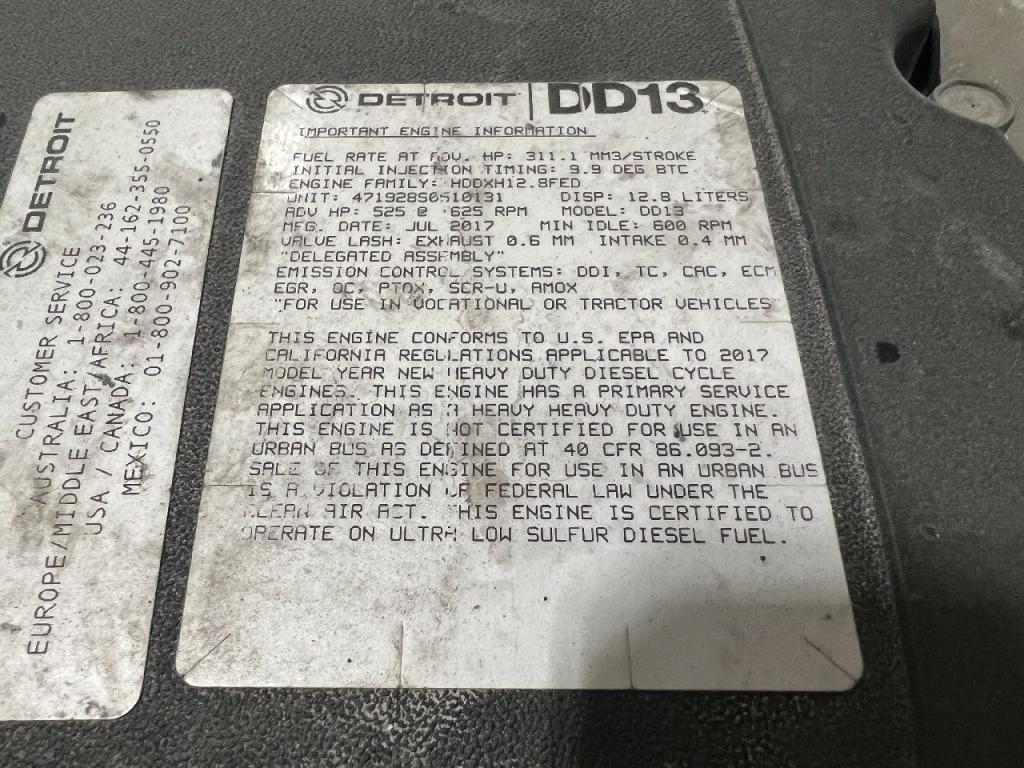 DETROIT
CUSTOMER SERVICE
AUSTRALIA: 1-800-023-236
EUROPE/MIDDLE EAST/AFRICA: 44-162-355-0550
USA / CANADA: 1-800-445-1980
MEXICO: 01-800-902-7100
DETROIT DD13
IMPORTANT ENGINE INFORMATION
FUEL RATE AT ADV. HP: 311.1 MM3/STROKE
INITIAL INJECTION TIMING: 9.9 DEG BTC
ENGINE FAMILY: HDDXH12.8FED
UNIT: 471928S0510131 DISP: 12.8 LITERS
ADV HP: 525 @ 1625 RPM MODEL: DD13
MFG. DATE: JUL 2017 MIN IDLE: 600 RPM
VALVE LASH: EXHAUST 0.6 MM INTAKE 0.4 MM
"DELEGATED ASSEMBLY"
EMISSION CONTROL SYSTEMS: DDI, TC, CAC, ECM
EGR, OC, PTOX, SCR-U, AMOX
"FOR USE IN VOCATIONAL OR TRACTOR VEHICLES"
THIS ENGINE CONFORMS TO U.S. EPA AND
CALIFORNIA REGULATIONS APPLICABLE TO 2017
MODEL YEAR NEW HEAVY DUTY DIESEL CYCLE
ENGINES. THIS ENGINE HAS A PRIMARY SERVICE
APPLICATION AS A HEAVY HEAVY DUTY ENGINE.
THIS ENGINE IS NOT CERTIFIED FOR USE IN AN
URBAN BUS AS DEFINED AT 40 CFR 86.093-2.
SALE OF THIS ENGINE FOR USE IN AN URBAN BUS
IS A VIOLATION OF FEDERAL LAW UNDER THE
CLEAN AIR ACT. THIS ENGINE IS CERTIFIED TO
OPERATE ON ULTRA LOW SULFUR DIESEL FUEL.